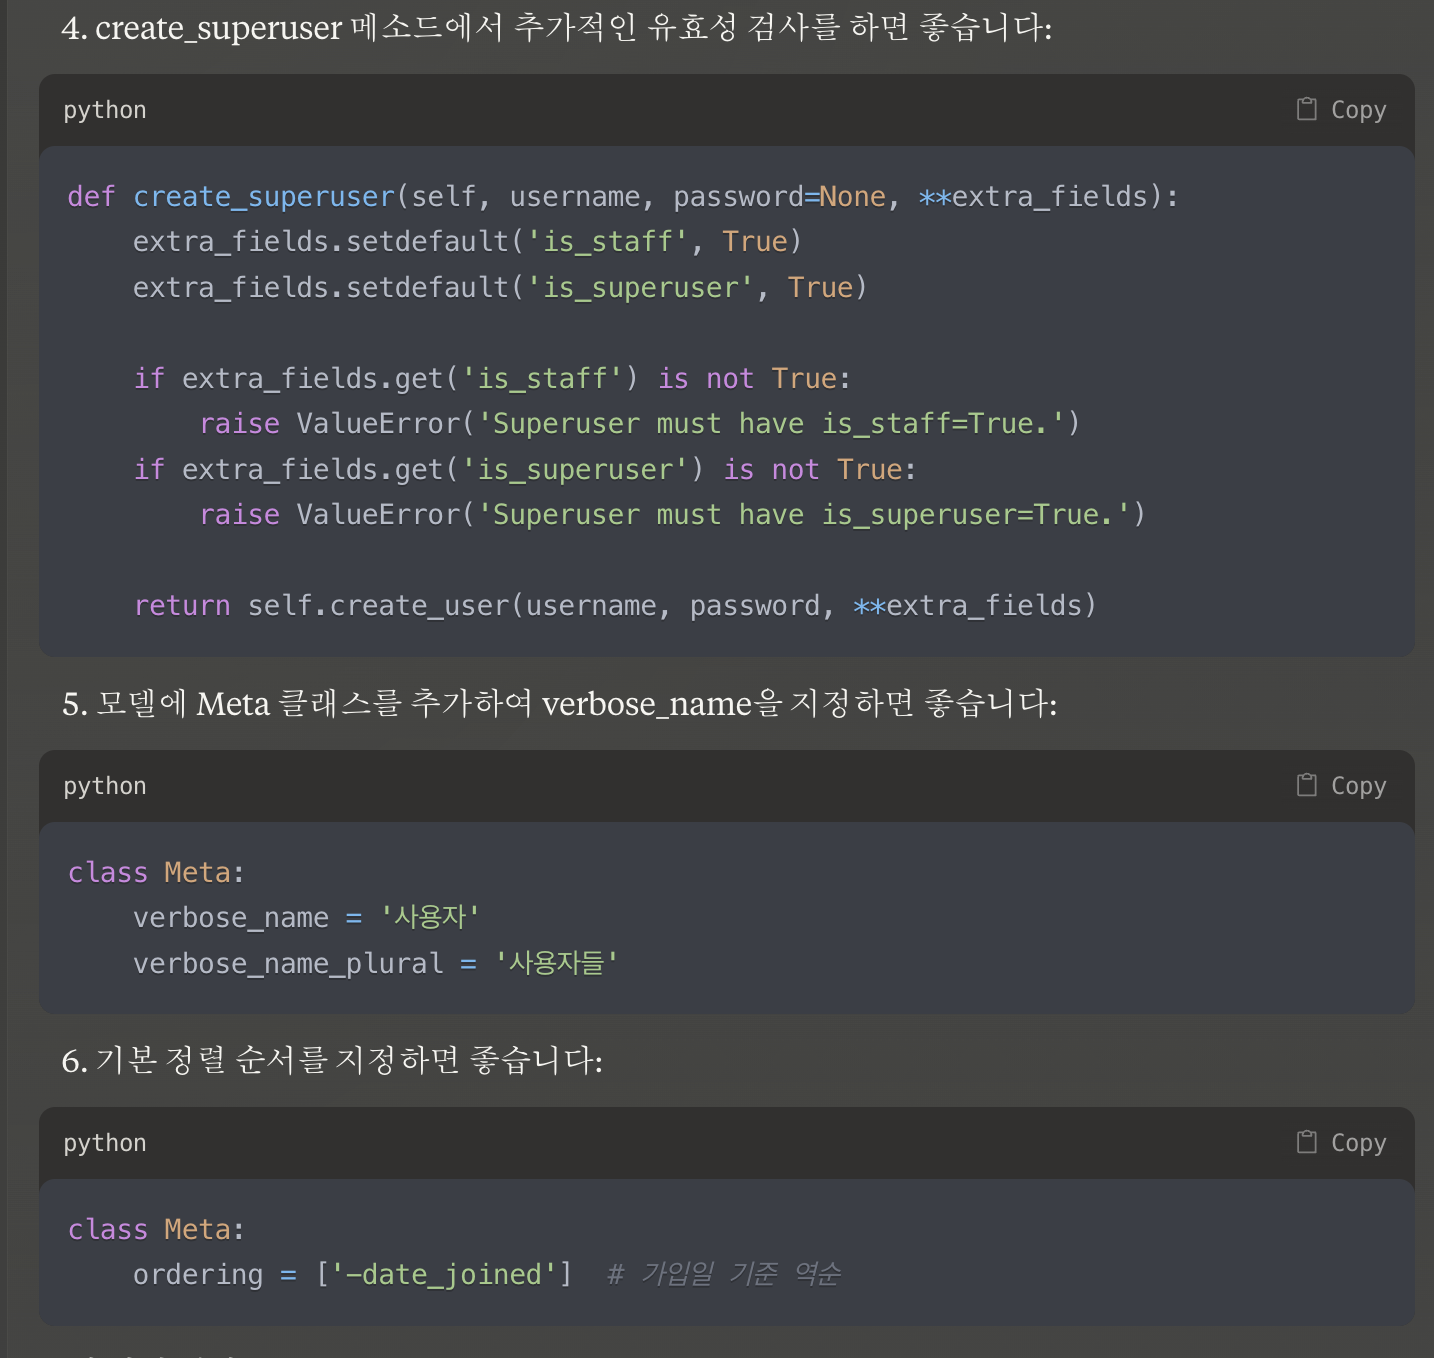 4. create_superuser 메소드에서 추가적인 유효성 검사를 하면 좋습니다:
python
Copy
def create_superuser(self, username, password=None, **extra_fields):
    extra_fields.setdefault('is_staff', True)
    extra_fields.setdefault('is_superuser', True)
    if extra_fields.get('is_staff') is not True:
        raise ValueError('Superuser must have is_staff=True.')
    if extra_fields.get('is_superuser') is not True:
        raise ValueError('Superuser must have is_superuser=True.')
    return self.create_user(username, password, **extra_fields)
5. 모델에 Meta 클래스를 추가하여 verbose_name을 지정하면 좋습니다:
python
Copy
class Meta:
    verbose_name = '사용자'
    verbose_name_plural = '사용자들'
6. 기본 정렬 순서를 지정하면 좋습니다:
python
Copy
class Meta:
    ordering = ['-date_joined']  # 가입일 기준 역순